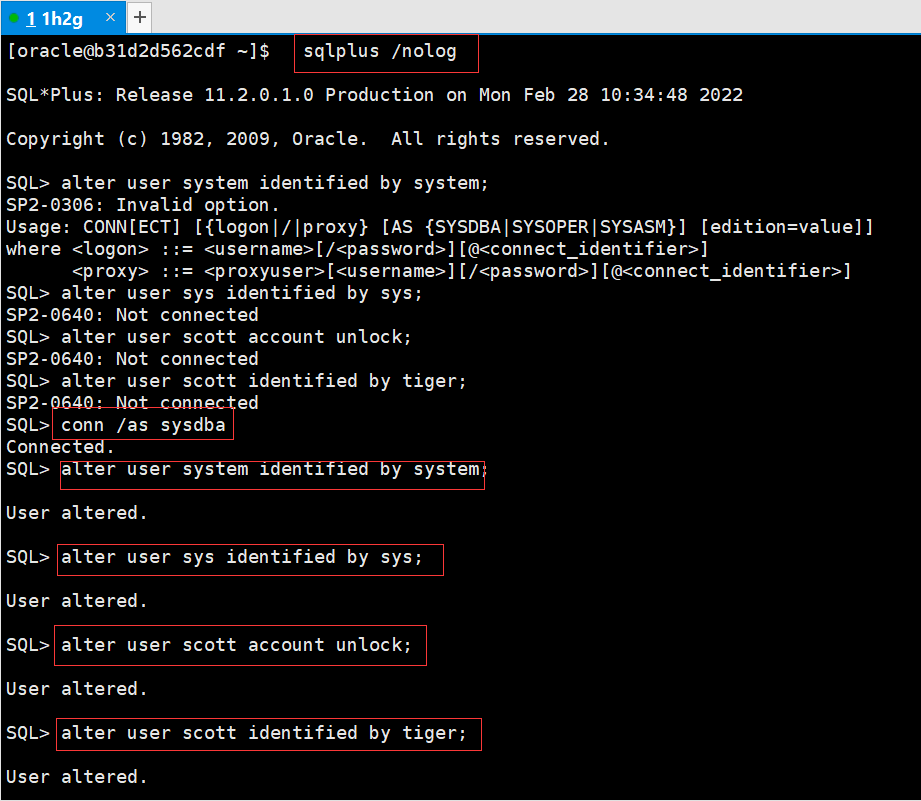 1 1h2g × +
[oracle@b31d2d562cdf ~]$ sqlplus /nolog
SQL*Plus: Release 11.2.0.1.0 Production on Mon Feb 28 10:34:48 2022
Copyright (c) 1982, 2009, Oracle.  All rights reserved.
SQL> alter user system identified by system;
SP2-0306: Invalid option.
Usage: CONN[ECT] [{logon|/|proxy} [AS {SYSDBA|SYSOPER|SYSASM}] [edition=value]]
where <logon> ::= <username>[/<password>][@<connect_identifier>]
      <proxy> ::= <proxyuser>[<username>][/<password>][@<connect_identifier>]
SQL> alter user sys identified by sys;
SP2-0640: Not connected
SQL> alter user scott account unlock;
SP2-0640: Not connected
SQL> alter user scott identified by tiger;
SP2-0640: Not connected
SQL> conn /as sysdba
Connected.
SQL> alter user system identified by system;
User altered.
SQL> alter user sys identified by sys;
User altered.
SQL> alter user scott account unlock;
User altered.
SQL> alter user scott identified by tiger;
User altered.